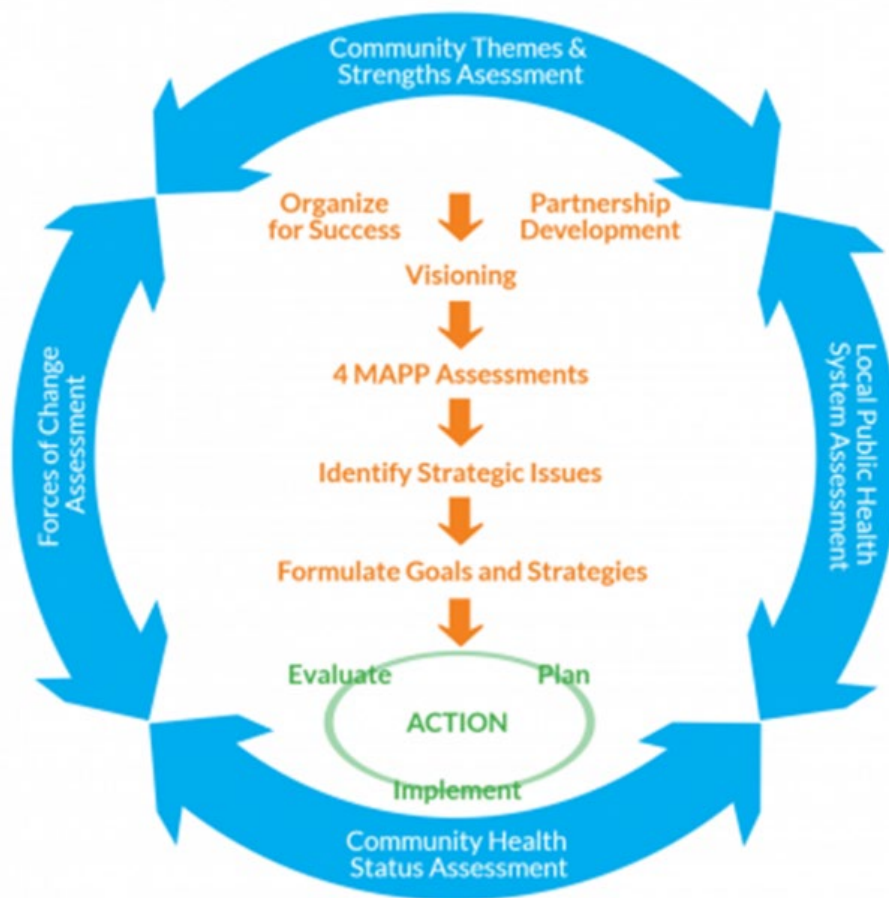 Community Themes &
Strengths Asessment
Organize
for Success
Partnership
Development
Visioning
4 MAPP Assessments
Identify Strategic Issues
Formulate Goals and Strategies
Forces of Change
Assessment
Local Public Health
System Assessment
Evaluate
Plan
ACTION
Implement
Community Health
Status Assessment